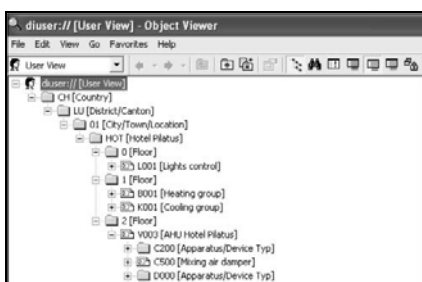 diuser:// [User View] - Object Viewer
File Edit View Go Favorites Help
User View
diuser:// [User View]
CH [Country]
LU [District/Canton]
01 [City/Town/Location]
HOT [Hotel Pilatus]
0 [Floor]
L001 [Lights control]
1 [Floor]
B001 [Heating group]
K001 [Cooling group]
2 [Floor]
V003 [AHU Hotel Pilatus]
C200 [Apparatus/Device Typ]
C500 [Mixing air damper]
D000 [Apparatus/Device Typ]